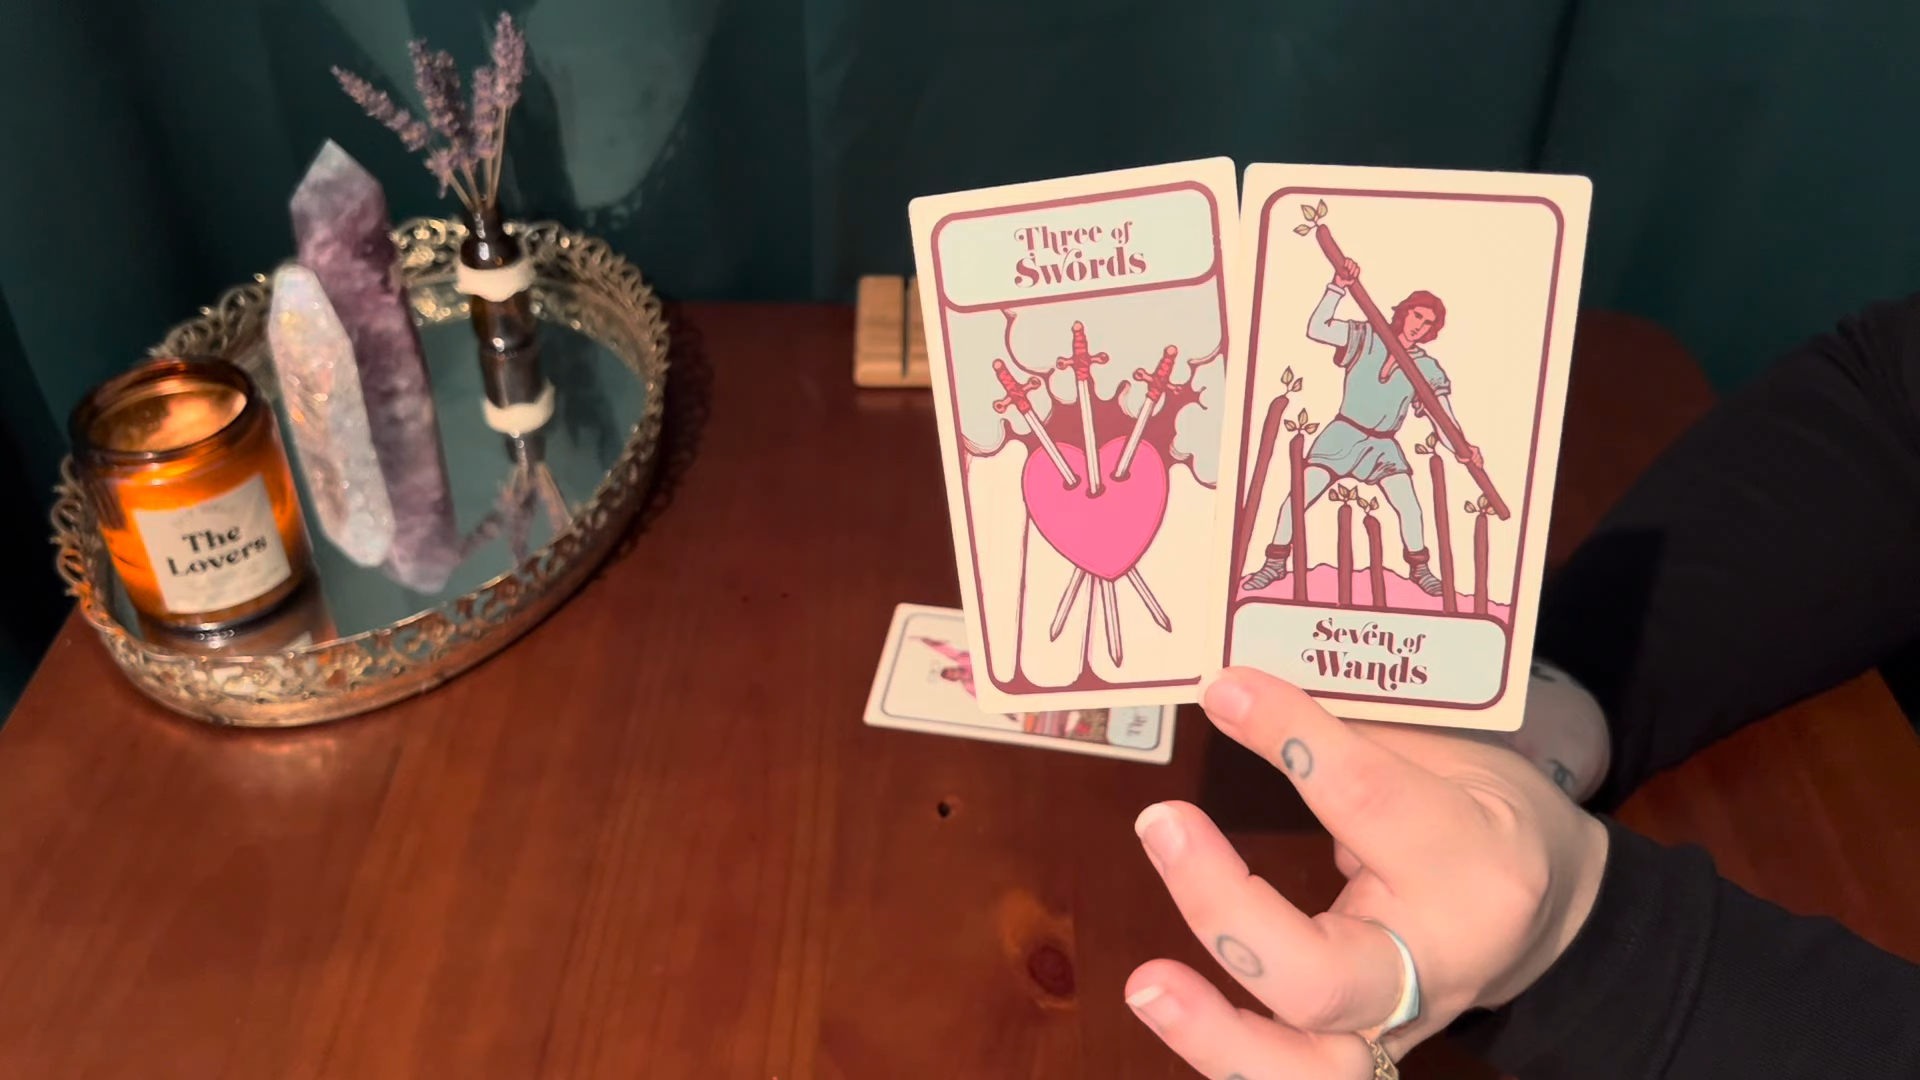 The
Lovers
Three of
Swords
Seven of
Wands